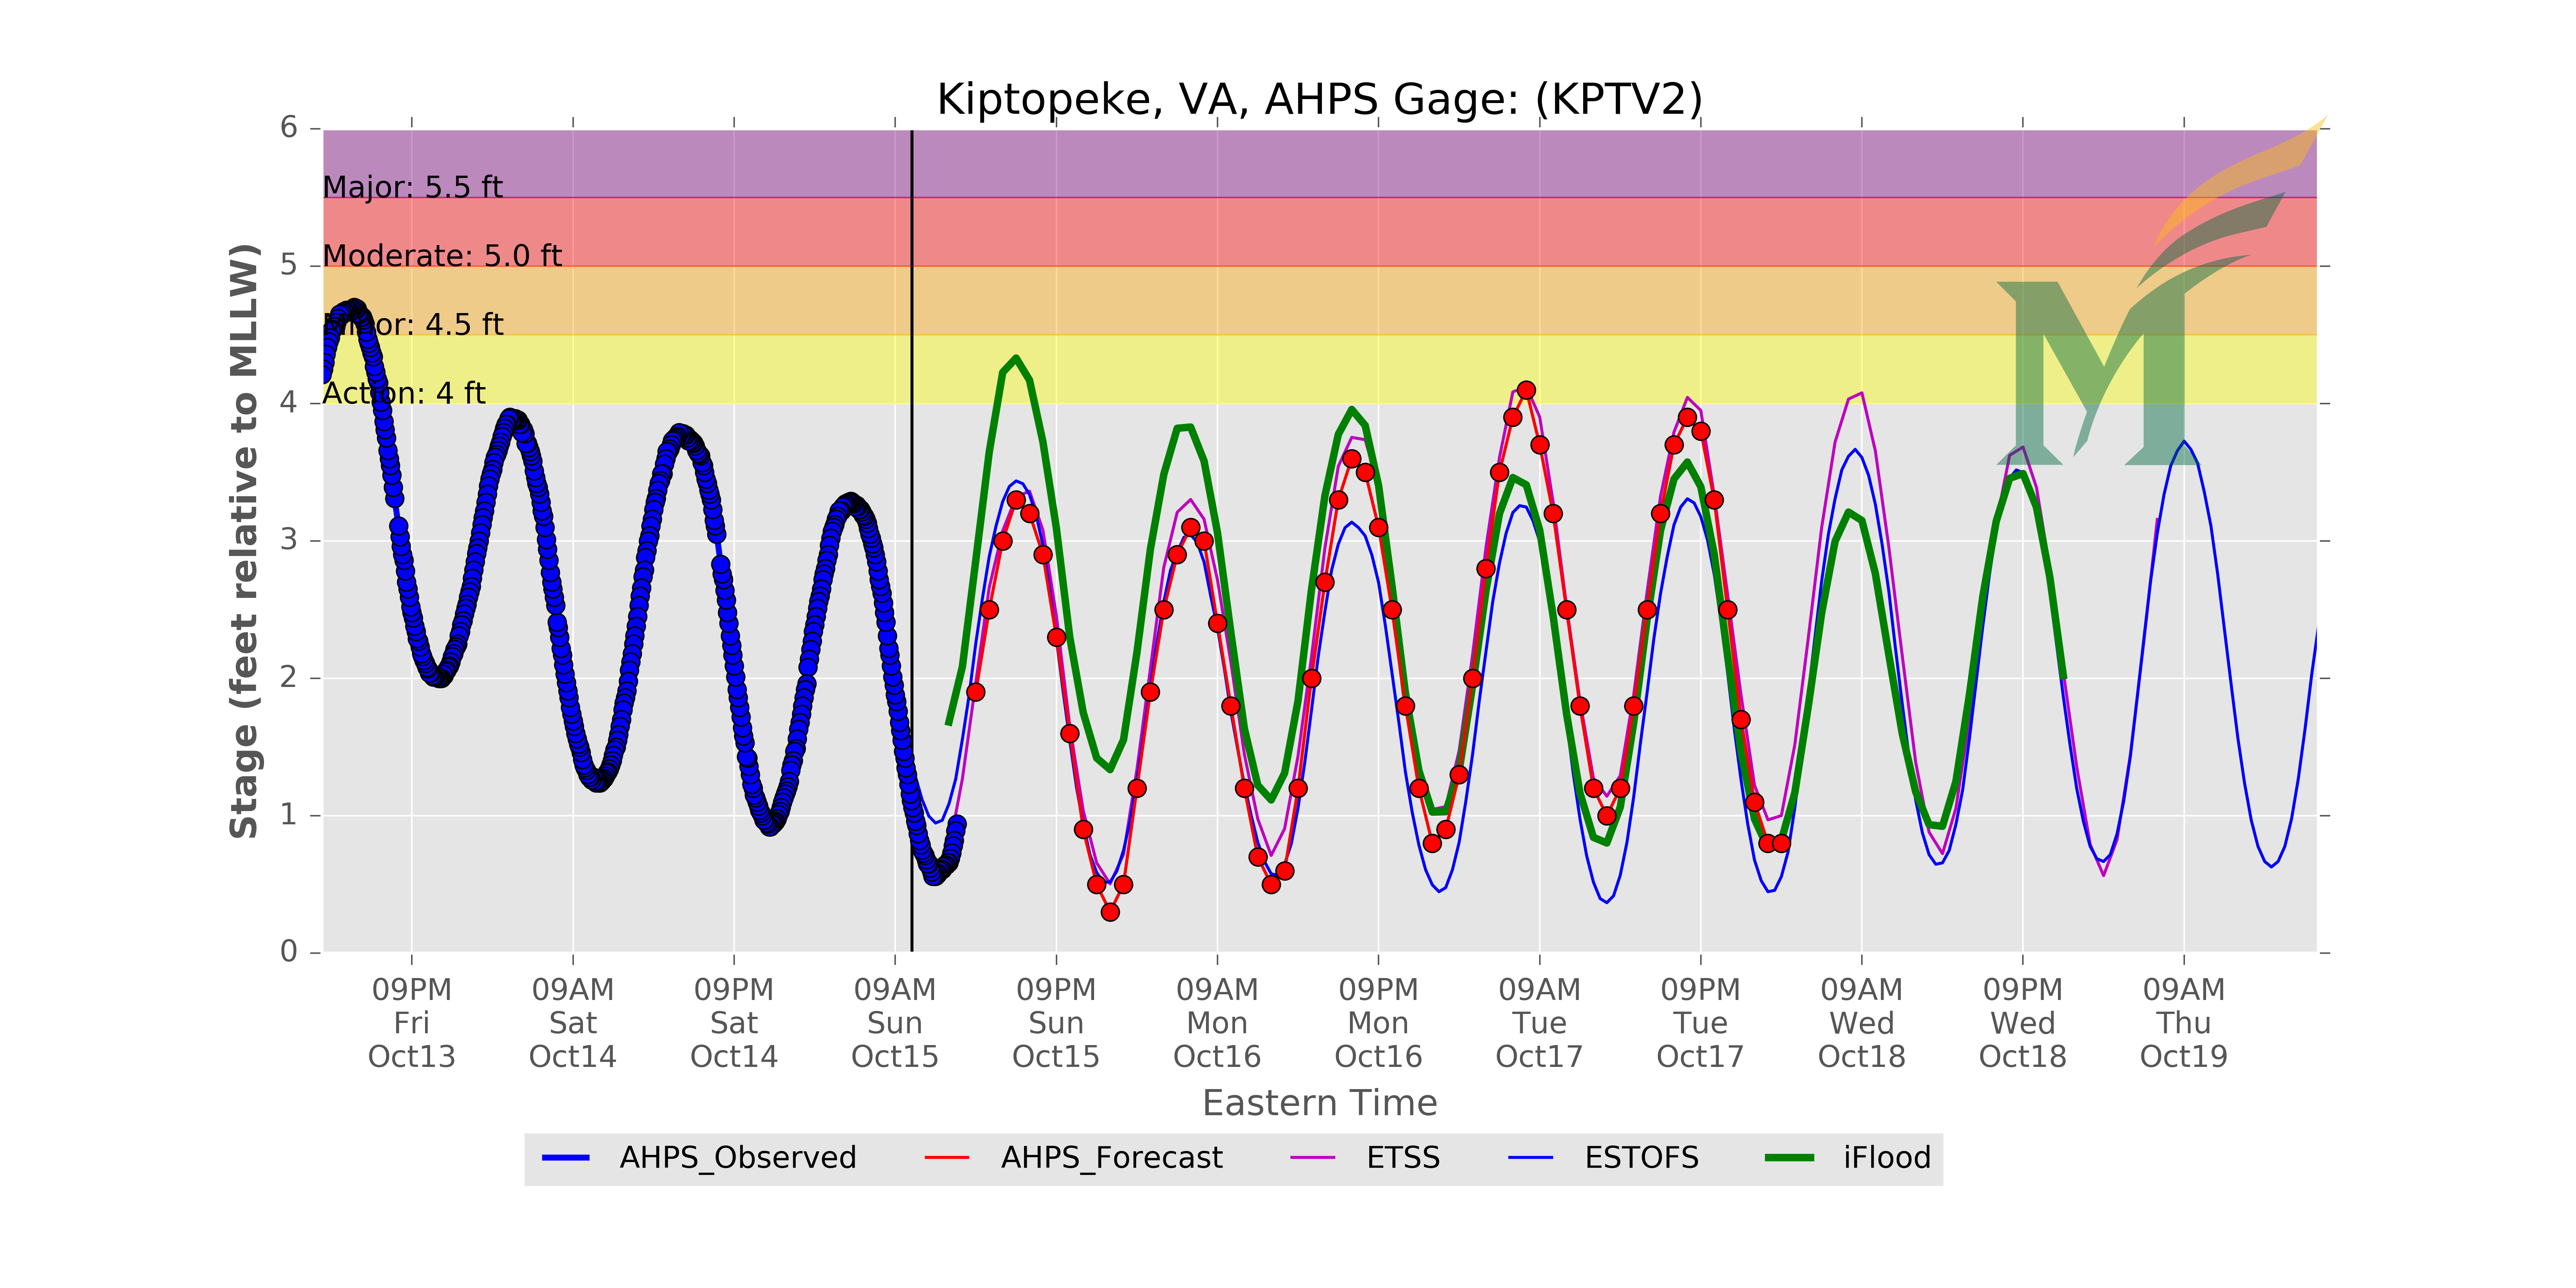 Kiptopeke, VA, AHPS Gage: (KPTV2)
Stage (feet relative to MLLW)
6
5
4
3
2
1
0
Major: 5.5 ft
Moderate: 5.0 ft
Minor: 4.5 ft
Action: 4 ft
M
09PM 09AM 09PM 09AM 09PM 09AM 09PM 09AM 09PM 09AM 09PM 09AM
Fri Sat Sat Sun Sun Mon Mon Tue Tue Wed Wed Thu
Oct13 Oct14 Oct14 Oct15 Oct15 Oct16 Oct16 Oct17 Oct17 Oct18 Oct18 Oct19
Eastern Time
AHPS_Observed AHPS_Forecast ETSS ESTOFS iFlood